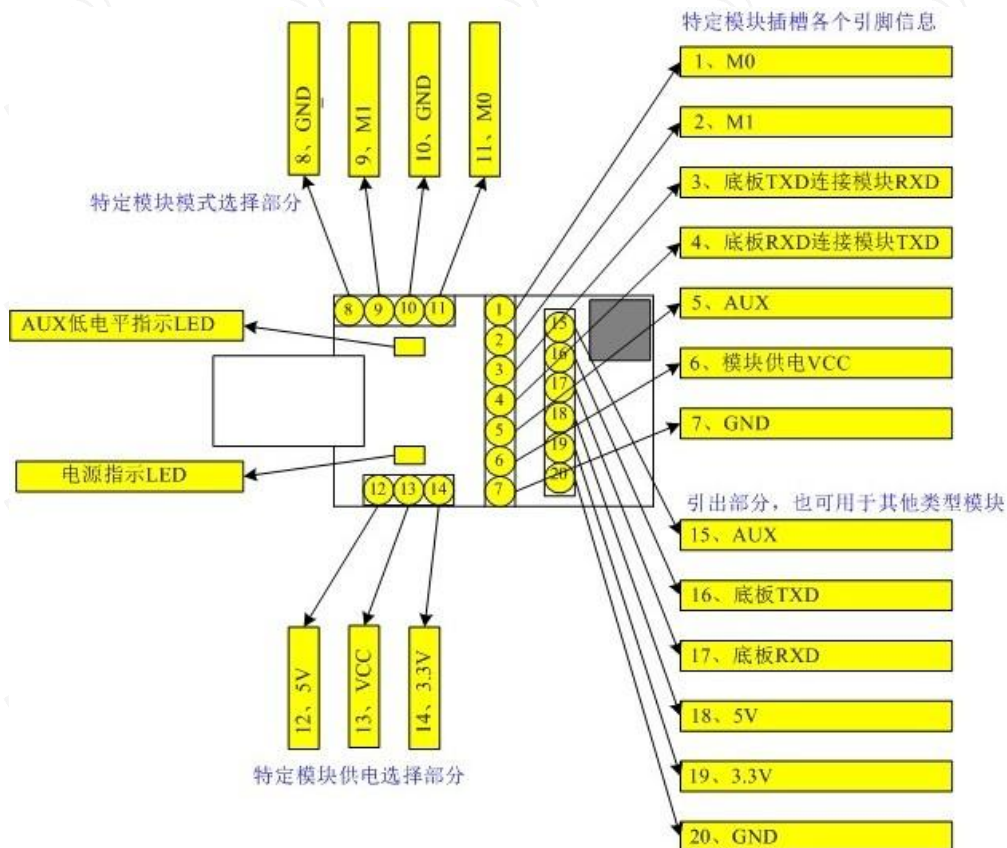 特定模块插槽各个引脚信息
8、GND
9、M1
10、GND
11、M0
1、M0
2、M1
3、底板TXD连接模块RXD
4、底板RXD连接模块TXD
5、AUX
6、模块供电VCC
7、GND
特定模块模式选择部分
AUX低电平指示LED
电源指示LED
8 9 10 11
1
2
3
4
5
6
7
15
16
17
18
19
20
12 13 14
引出部分，也可用于其他类型模块
15、AUX
16、底板TXD
17、底板RXD
18、5V
19、3.3V
20、GND
12、5V
13、VCC
14、3.3V
特定模块供电选择部分